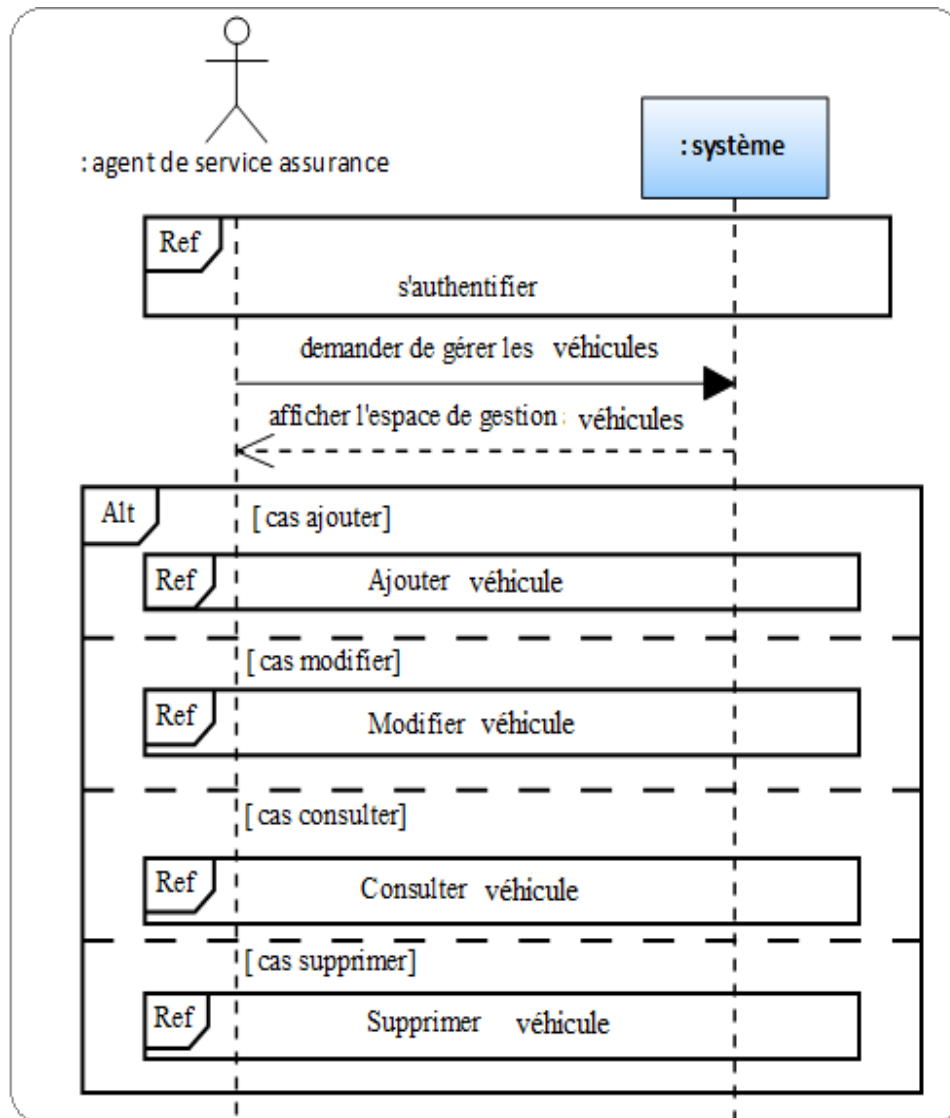 : agent de service assurance
: système
Ref
s'authentifier
demander de gérer les véhicules
afficher l'espace de gestion véhicules
Alt
[ cas ajouter]
Ref
Ajouter véhicule
[ cas modifier]
Ref
Modifier véhicule
[ cas consulter]
Ref
Consulter véhicule
[ cas supprimer]
Ref
Supprimer véhicule